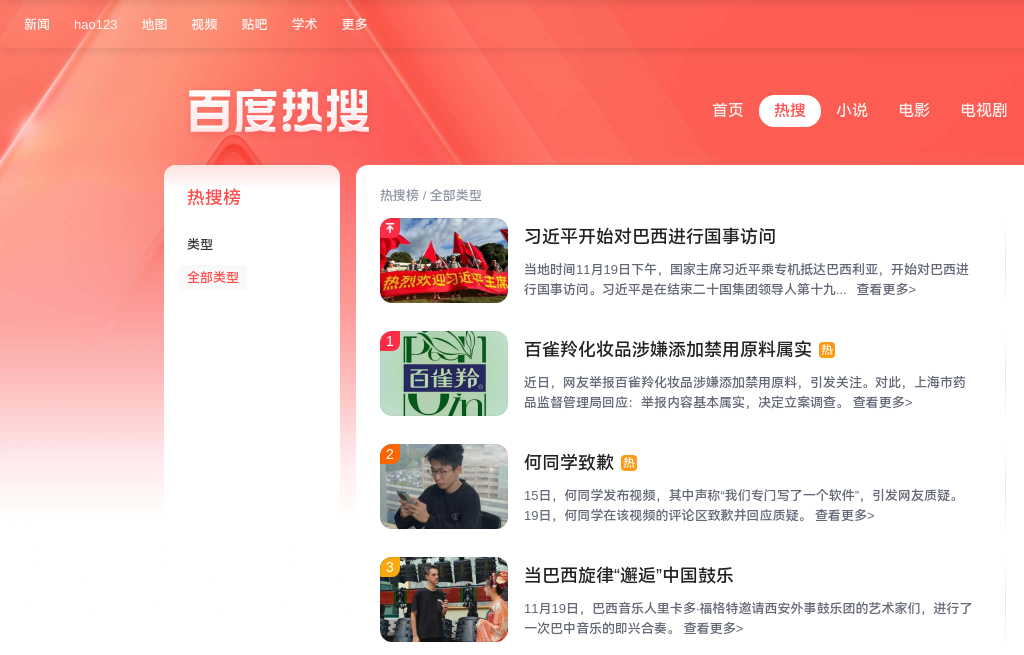 新闻 hao123 地图 视频 贴吧 学术 更多
百度热搜
首页 热搜 小说 电影 电视剧
热搜榜
类型
全部类型
热搜榜 / 全部类型
热烈欢迎习近平主席
习近平开始对巴西进行国事访问
当地时间11月19日下午，国家主席习近平乘专机抵达巴西利亚，开始对巴西进
行国事访问。习近平是在结束二十国集团领导人第十九... 查看更多>
1
百雀羚
百雀羚化妆品涉嫌添加禁用原料属实 热
近日，网友举报百雀羚化妆品涉嫌添加禁用原料，引发关注。对此，上海市药
品监督管理局回应：举报内容基本属实，决定立案调查。 查看更多>
2
何同学致歉 热
15日，何同学发布视频，其中声称“我们专门写了一个软件”，引发网友质疑。
19日，何同学在该视频的评论区致歉并回应质疑。 查看更多>
3
当巴西旋律“邂逅”中国鼓乐
11月19日，巴西音乐人里卡多·福格特邀请西安外事鼓乐团的艺术家们，进行了
一次巴中音乐的即兴合奏。 查看更多>